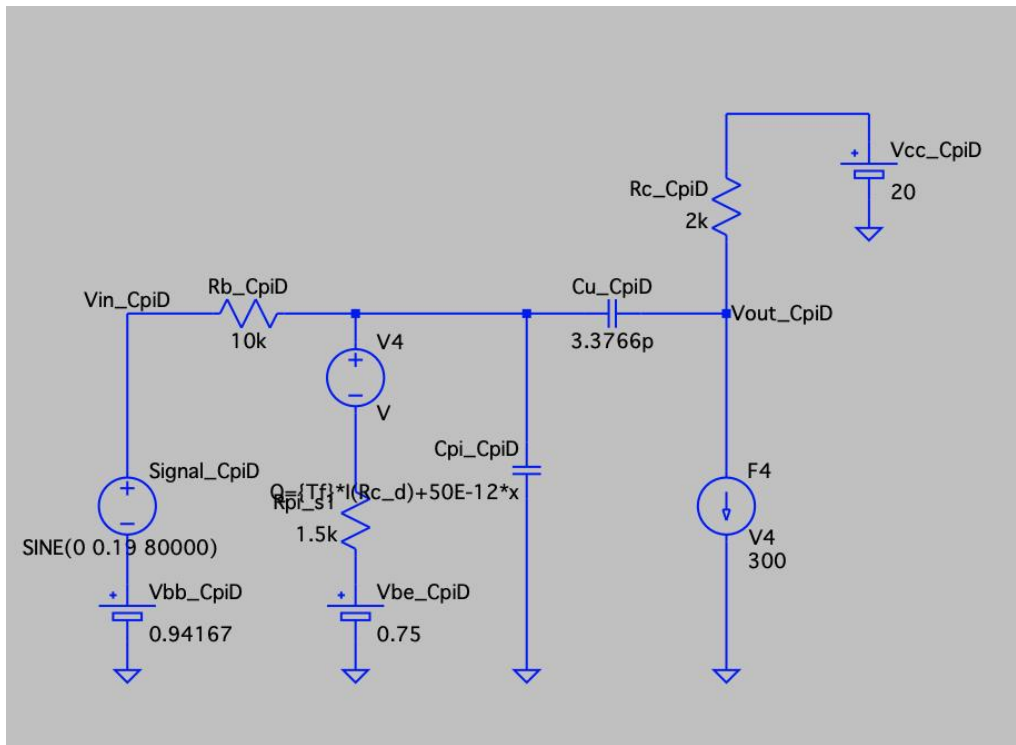 Vcc_CpiD
20
Rc_CpiD
2k
Vin_CpiD
Rb_CpiD
10k
Cu_CpiD
3.3766p
Vout_CpiD
V4
V
Cpi_CpiD
Signal_CpiD
SINE(0 0.19 80000)
Q={Tf}*I(Rc_d)+50E-12*x
Rpi_s1
1.5k
F4
V4
300
Vbb_CpiD
0.94167
Vbe_CpiD
0.75